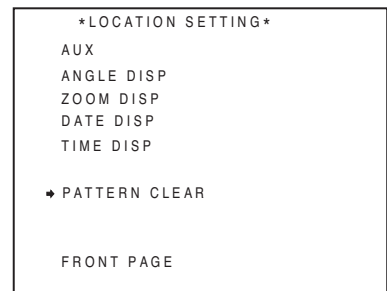 *LOCATION SETTING*
AUX
ANGLE DISP
ZOOM DISP
DATE DISP
TIME DISP
➧ PATTERN CLEAR
FRONT PAGE